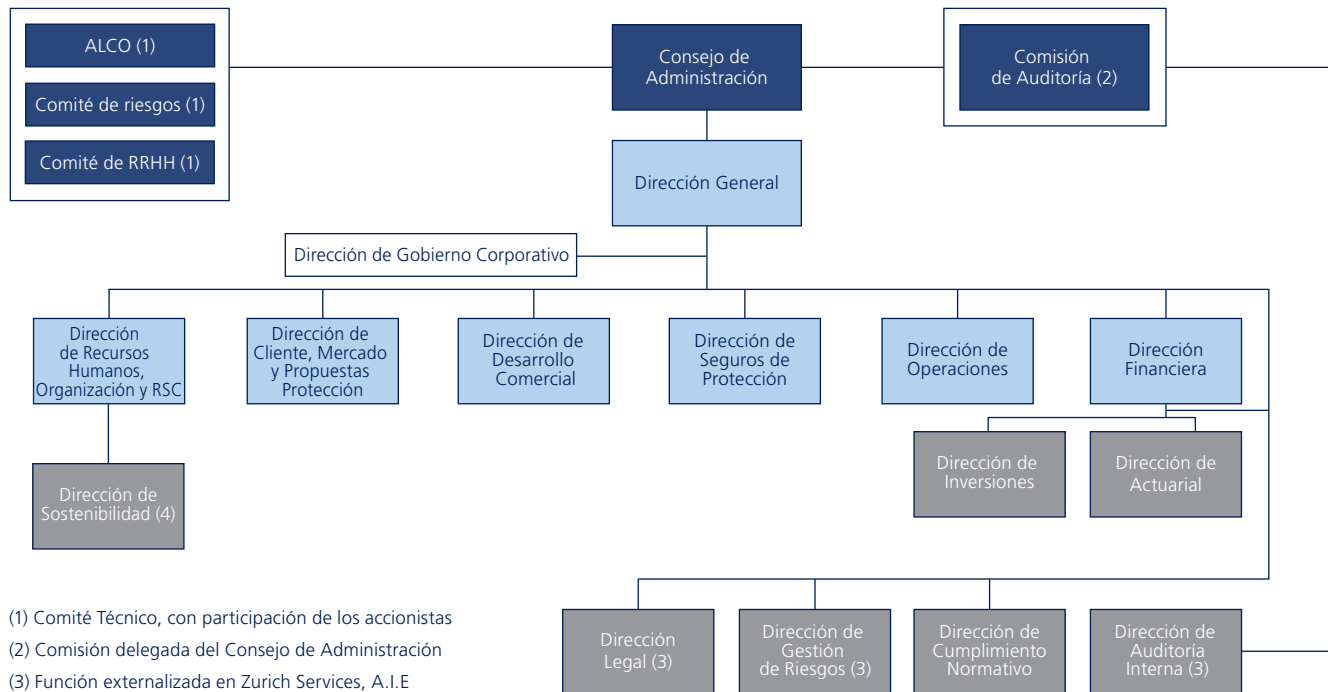 ALCO (1)
Comité de riesgos (1)
Comité de RRHH (1)
Consejo de
Administración
Comisión
de Auditoría (2)
Dirección General
Dirección de Gobierno Corporativo
Dirección
de Recursos
Humanos,
Organización y RSC
Dirección de
Cliente, Mercado
y Propuestas
Protección
Dirección de
Desarrollo
Comercial
Dirección de
Seguros de
Protección
Dirección de
Operaciones
Dirección
Financiera
Dirección de
Inversiones
Dirección de
Actuarial
Dirección de
Sostenibilidad (4)
Dirección
Legal (3)
Dirección de
Gestión
de Riesgos (3)
Dirección de
Cumplimiento
Normativo
Dirección de
Auditoría
Interna (3)
(1) Comité Técnico, con participación de los accionistas
(2) Comisión delegada del Consejo de Administración
(3) Función externalizada en Zurich Services, A.I.E